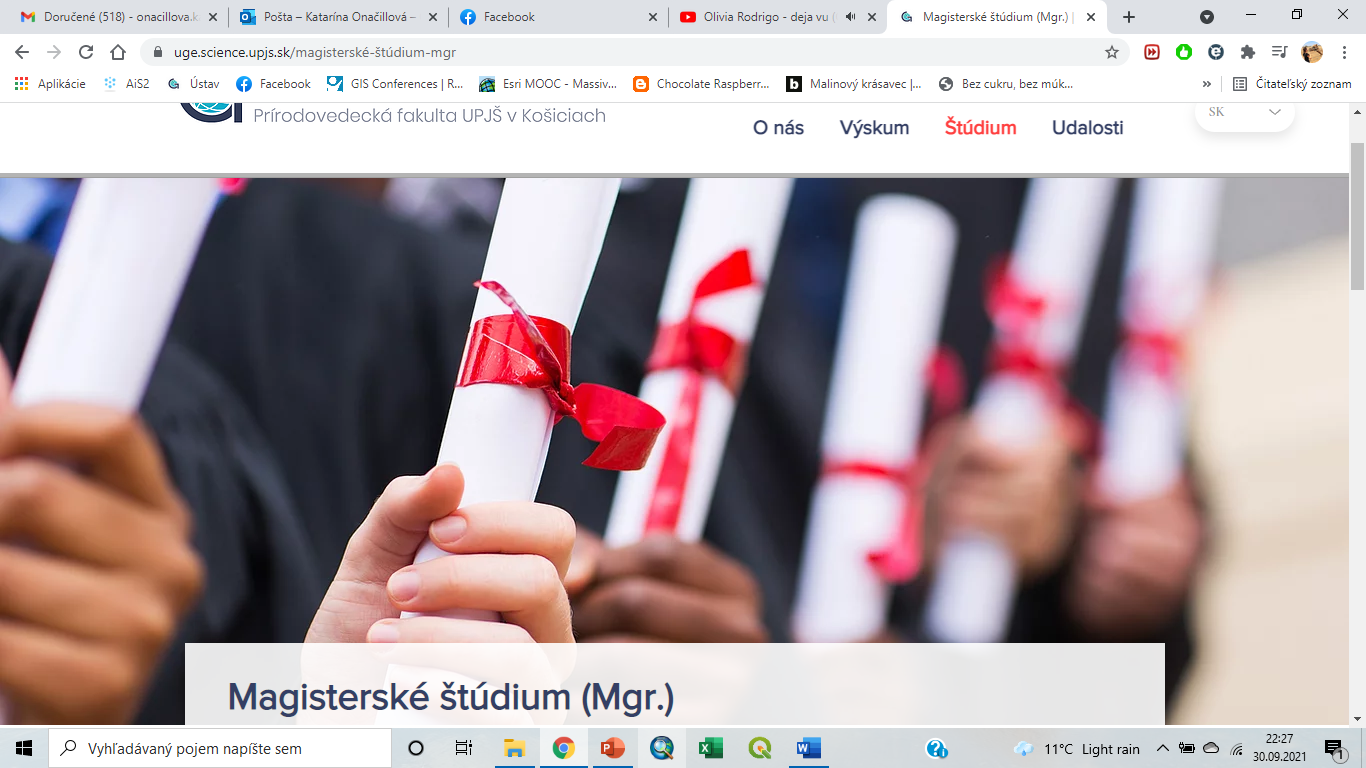 Doručené (518) - onacillova.k
Pošta – Katarína Onačillová –
Facebook
Olivia Rodrigo - deja vu (
Magisterské štúdium (Mgr.) |
uge.science.upjs.sk/magisterské-štúdium-mgr
Aplikácie
AiS2
Ústav
Facebook
GIS Conferences | R...
Esri MOOC - Massiv...
Chocolate Raspberr...
Malinový krásavec |...
Bez cukru, bez múk...
»
Čitateľský zoznam
Prírodovedecká fakulta UPJŠ v Košiciach
O nás
Výskum
Štúdium
Udalosti
SK
Magisterské štúdium (Mgr.)
Vyhľadávaný pojem napíšte sem
11°C Light rain
22:27
30.09.2021
1